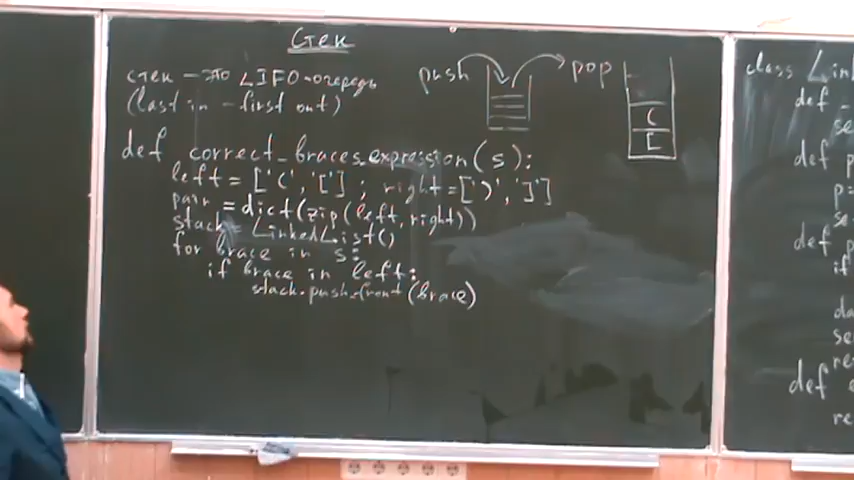 Стек
стек - это LIFO-очередь
(last in - first out)
push
pop
(
[
def correct_braces_expression(s):
left = ['(', '[']; right = [')', ']']
pair = dict(zip(left, right))
stack = LinkedList()
for brace in s:
if brace in left:
stack.push_front(brace)
class Lin
def
se
def p
p=
se
def p
if
da
se
re
def
re